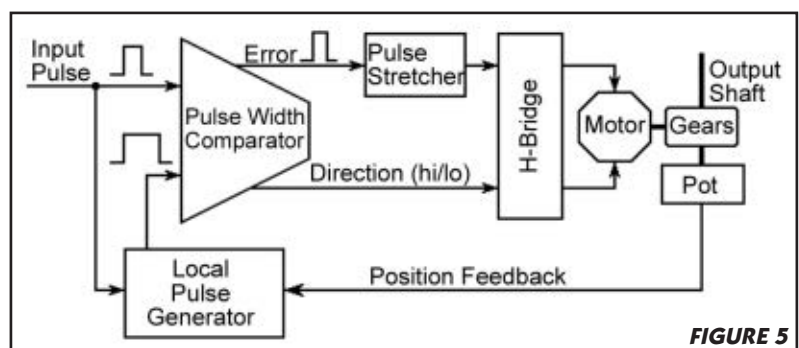 Input
Pulse
Error
Pulse
Stretcher
Output
Shaft
Pulse Width
Comparator
H-Bridge
Motor
Gears
Direction (hi/lo)
Pot
Local
Pulse
Generator
Position Feedback
FIGURE 5